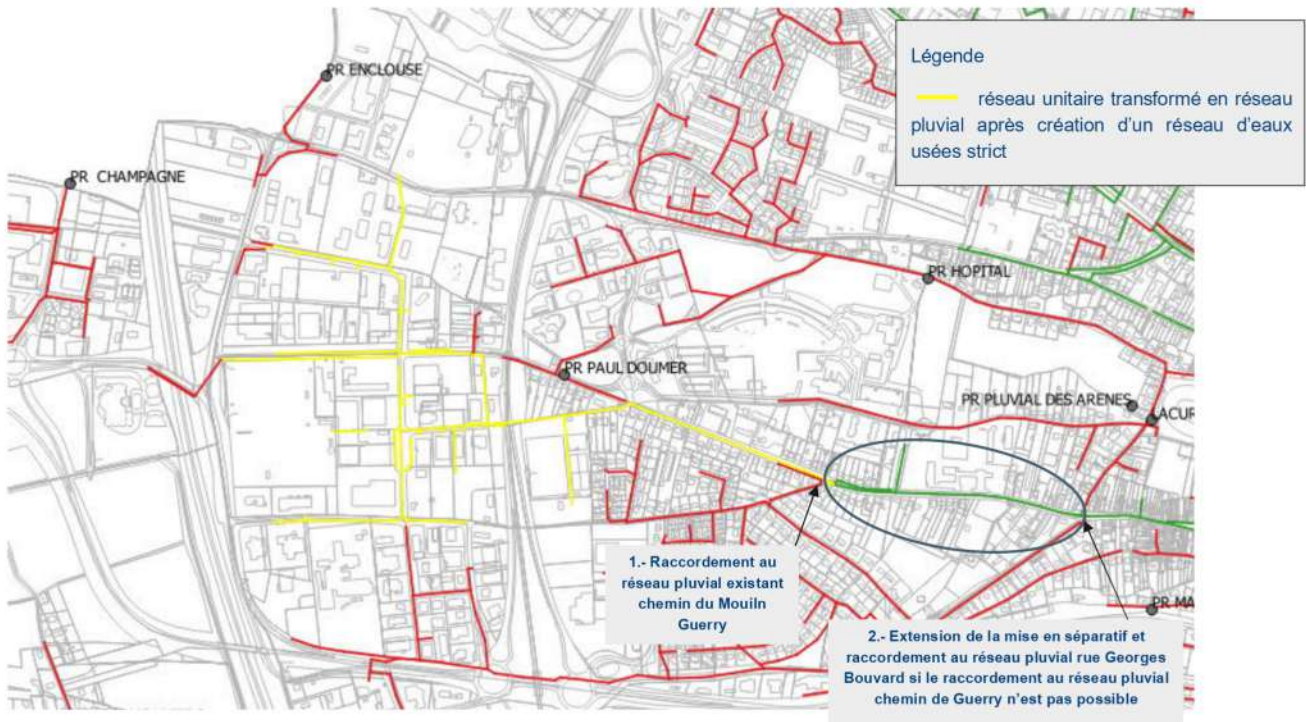 Légende
réseau unitaire transformé en réseau
pluvial après création d'un réseau d'eaux
usées strict
PR ENCLOUSE
PR CHAMPAGNE
PR HOPITAL
PR PAUL DOUMER
PR PLUVIAL DES ARENES
LACUR
1.- Raccordement au
réseau pluvial existant
chemin du Mouiln
Guerry
PR MA
2.- Extension de la mise en séparatif et
raccordement au réseau pluvial rue Georges
Bouvard si le raccordement au réseau pluvial
chemin de Guerry n'est pas possible